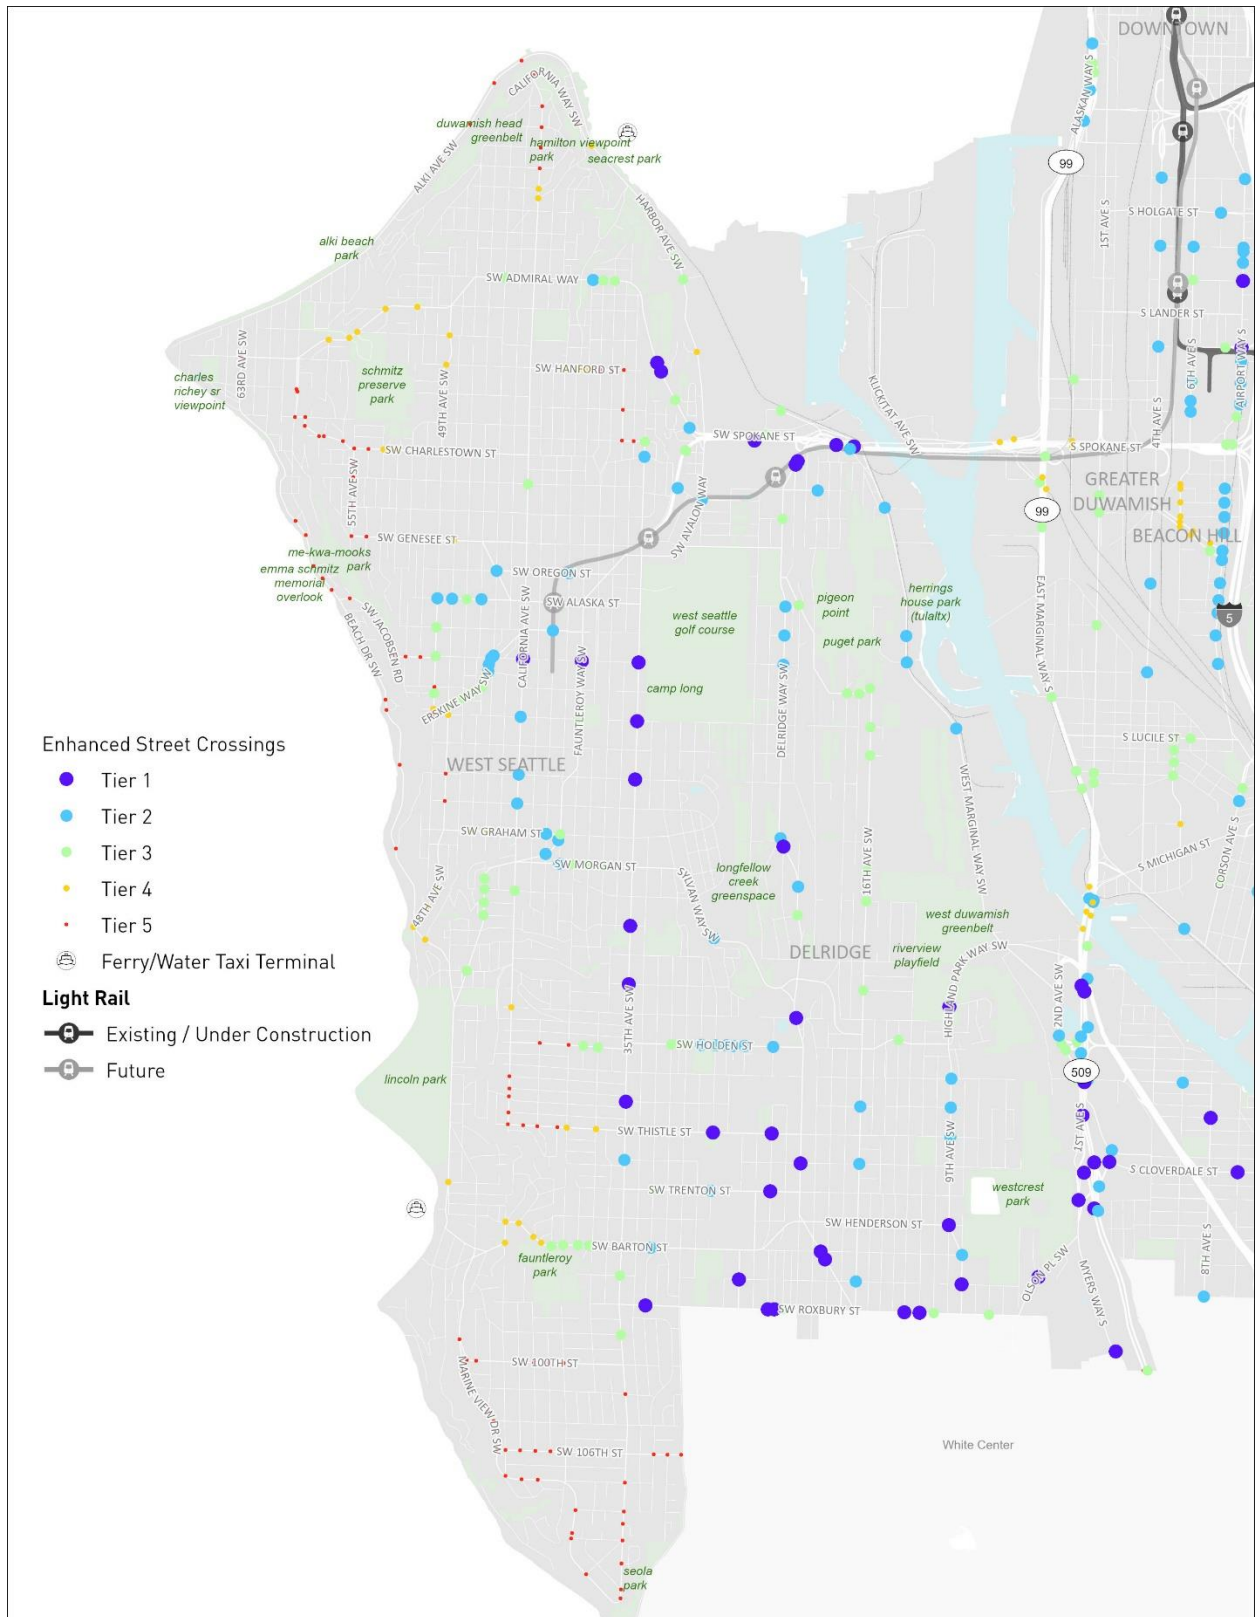 DOWNTOWN
CALIFORNIA WAY SW
ALASKAN WAY S
duwamish head
greenbelt
hamilton viewpoint
park
seacrest park
ALKI AVE SW
99
HARBOR AVE SW
1ST AVE S
S HOLGATE ST
alki beach
park
SW ADMIRAL WAY
S LANDER ST
63RD AVE SW
schmitz
preserve
park
charles
richey sr
viewpoint
49TH AVE SW
SW HANFORD ST
KLICKITAT AVE SW
6TH AVE S
AIRPORT WAY S
4TH AVE S
SW SPOKANE ST
S SPOKANE ST
SW CHARLESTOWN ST
55TH AVE SW
SW AVALON WAY
GREATER
DUWAMISH
99
BEACON HILL
SW GENESEE ST
me-kwa-mooks
park
emma schmitz
memorial
overlook
SW OREGON ST
SW ALASKA ST
CALIFORNIA AVE SW
west seattle
golf course
pigeon
point
puget park
herrings
house park
(tulaltx)
EAST MARGINAL WAY S
5
SW JACOBSEN RD
BEACH DR SW
ERSKINE WAY SW
FAUNTLEROY WAY SW
camp long
DELRIDGE WAY SW
S LUCILE ST
Enhanced Street Crossings
Tier 1
Tier 2
Tier 3
Tier 4
Tier 5
Ferry/Water Taxi Terminal
Light Rail
Existing / Under Construction
Future
WEST SEATTLE
WEST MARGINAL WAY SW
SW GRAHAM ST
SW MORGAN ST
16TH AVE SW
S MICHIGAN ST
CORSON AVE S
48TH AVE SW
SYLVAN WAY SW
longfellow
creek
greenspace
west duwamish
greenbelt
DELRIDGE
riverview
playfield
HIGHLAND PARK WAY SW
2ND AVE SW
35TH AVE SW
SW HOLDEN ST
lincoln park
509
SW THISTLE ST
9TH AVE SW
1ST AVE S
S CLOVERDALE ST
SW TRENTON ST
westcrest
park
SW HENDERSON ST
SW BARTON ST
fauntleroy
park
OLSON PL SW
MYERS WAY S
8TH AVE S
SW ROXBURY ST
MARINE VIEW DR SW
SW 100TH ST
SW 106TH ST
White Center
seola
park